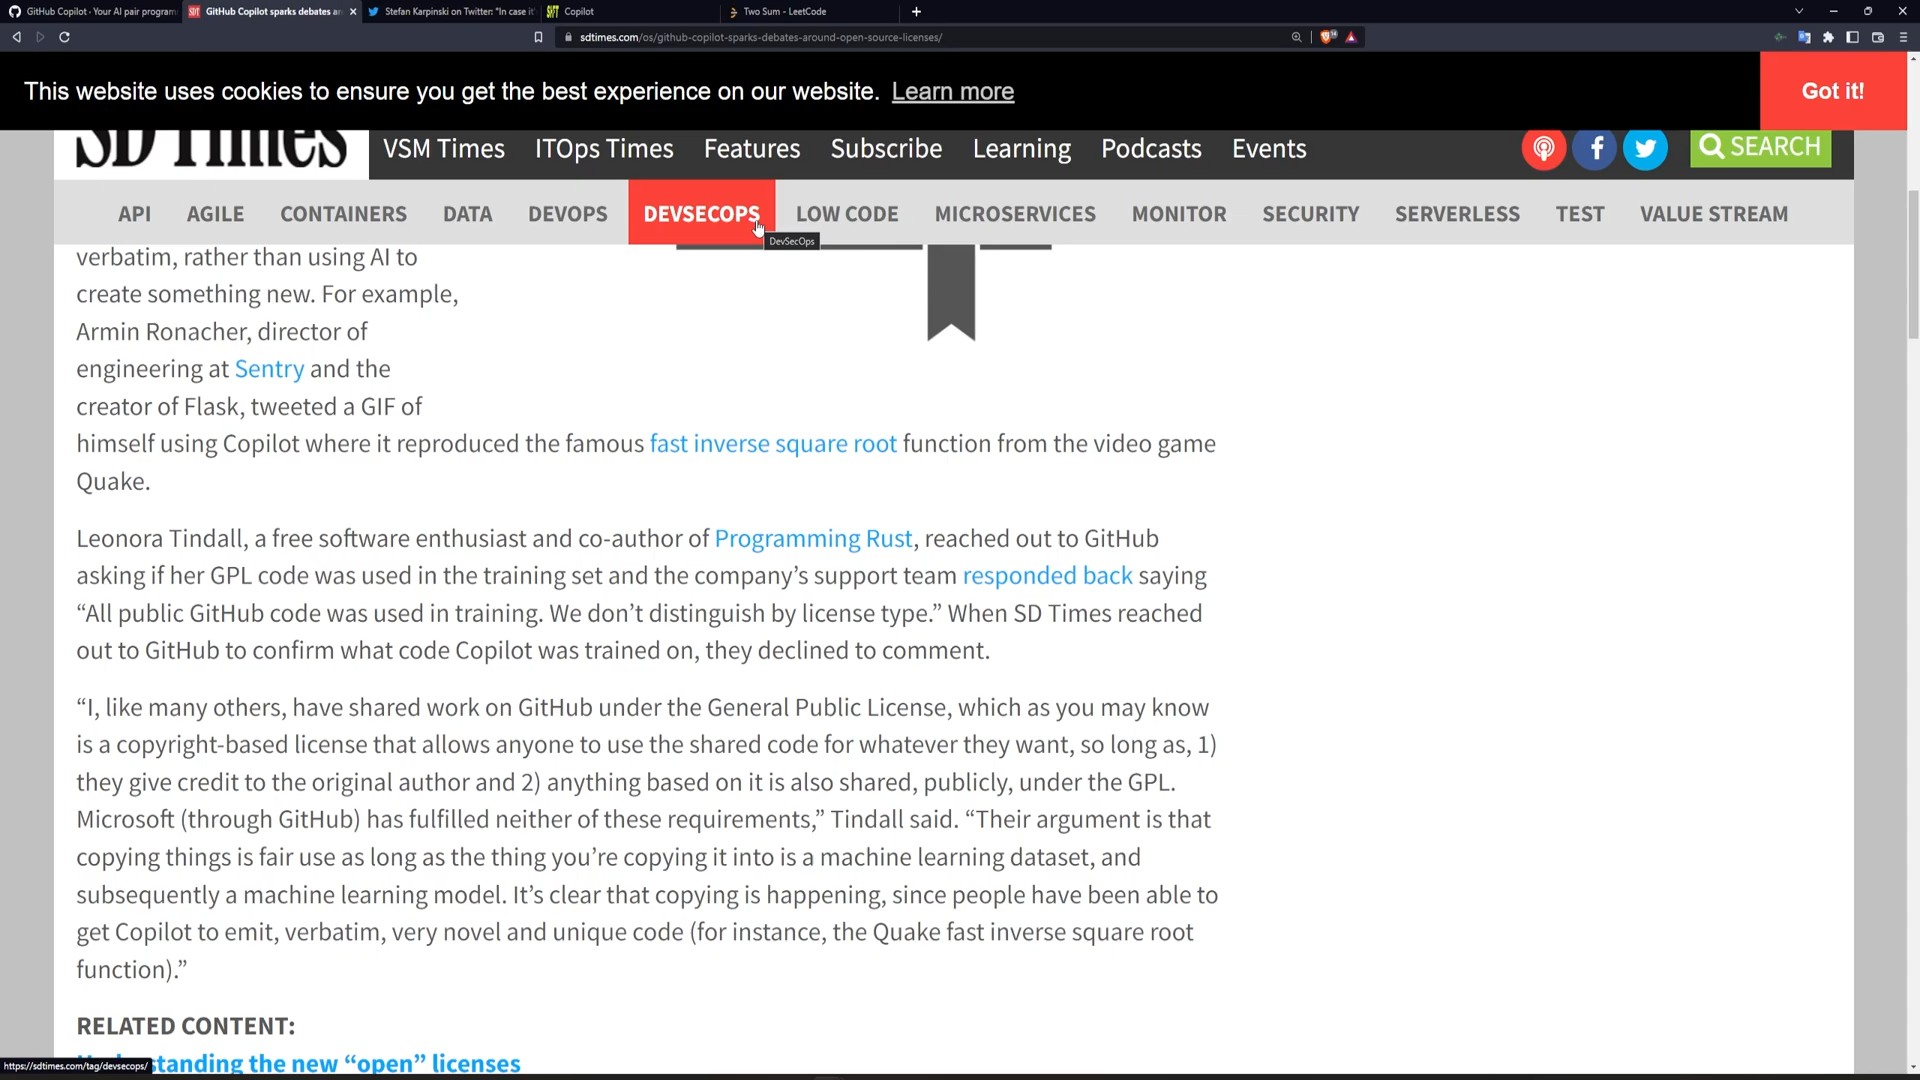 GitHub Copilot - Your AI pair program
GitHub Copilot sparks debates ar
Stefan Karpinski on Twitter: "In case it
Copilot
Two Sum - LeetCode
sdtimes.com/os/github-copilot-sparks-debates-around-open-source-licenses/
This website uses cookies to ensure you get the best experience on our website. Learn more
Got it!
SD Times
VSM Times ITOps Times Features Subscribe Learning Podcasts Events
SEARCH
API AGILE CONTAINERS DATA DEVOPS DEVSECOPS LOW CODE MICROSERVICES MONITOR SECURITY SERVERLESS TEST VALUE STREAM
DevSecOps
verbatim, rather than using AI to
create something new. For example,
Armin Ronacher, director of
engineering at Sentry and the
creator of Flask, tweeted a GIF of
himself using Copilot where it reproduced the famous fast inverse square root function from the video game
Quake.
Leonora Tindall, a free software enthusiast and co-author of Programming Rust, reached out to GitHub
asking if her GPL code was used in the training set and the company’s support team responded back saying
“All public GitHub code was used in training. We don’t distinguish by license type.” When SD Times reached
out to GitHub to confirm what code Copilot was trained on, they declined to comment.
“I, like many others, have shared work on GitHub under the General Public License, which as you may know
is a copyright-based license that allows anyone to use the shared code for whatever they want, so long as, 1)
they give credit to the original author and 2) anything based on it is also shared, publicly, under the GPL.
Microsoft (through GitHub) has fulfilled neither of these requirements,” Tindall said. “Their argument is that
copying things is fair use as long as the thing you’re copying it into is a machine learning dataset, and
subsequently a machine learning model. It’s clear that copying is happening, since people have been able to
get Copilot to emit, verbatim, very novel and unique code (for instance, the Quake fast inverse square root
function).”
RELATED CONTENT:
standing the new “open” licenses
https://sdtimes.com/tag/devsecops/